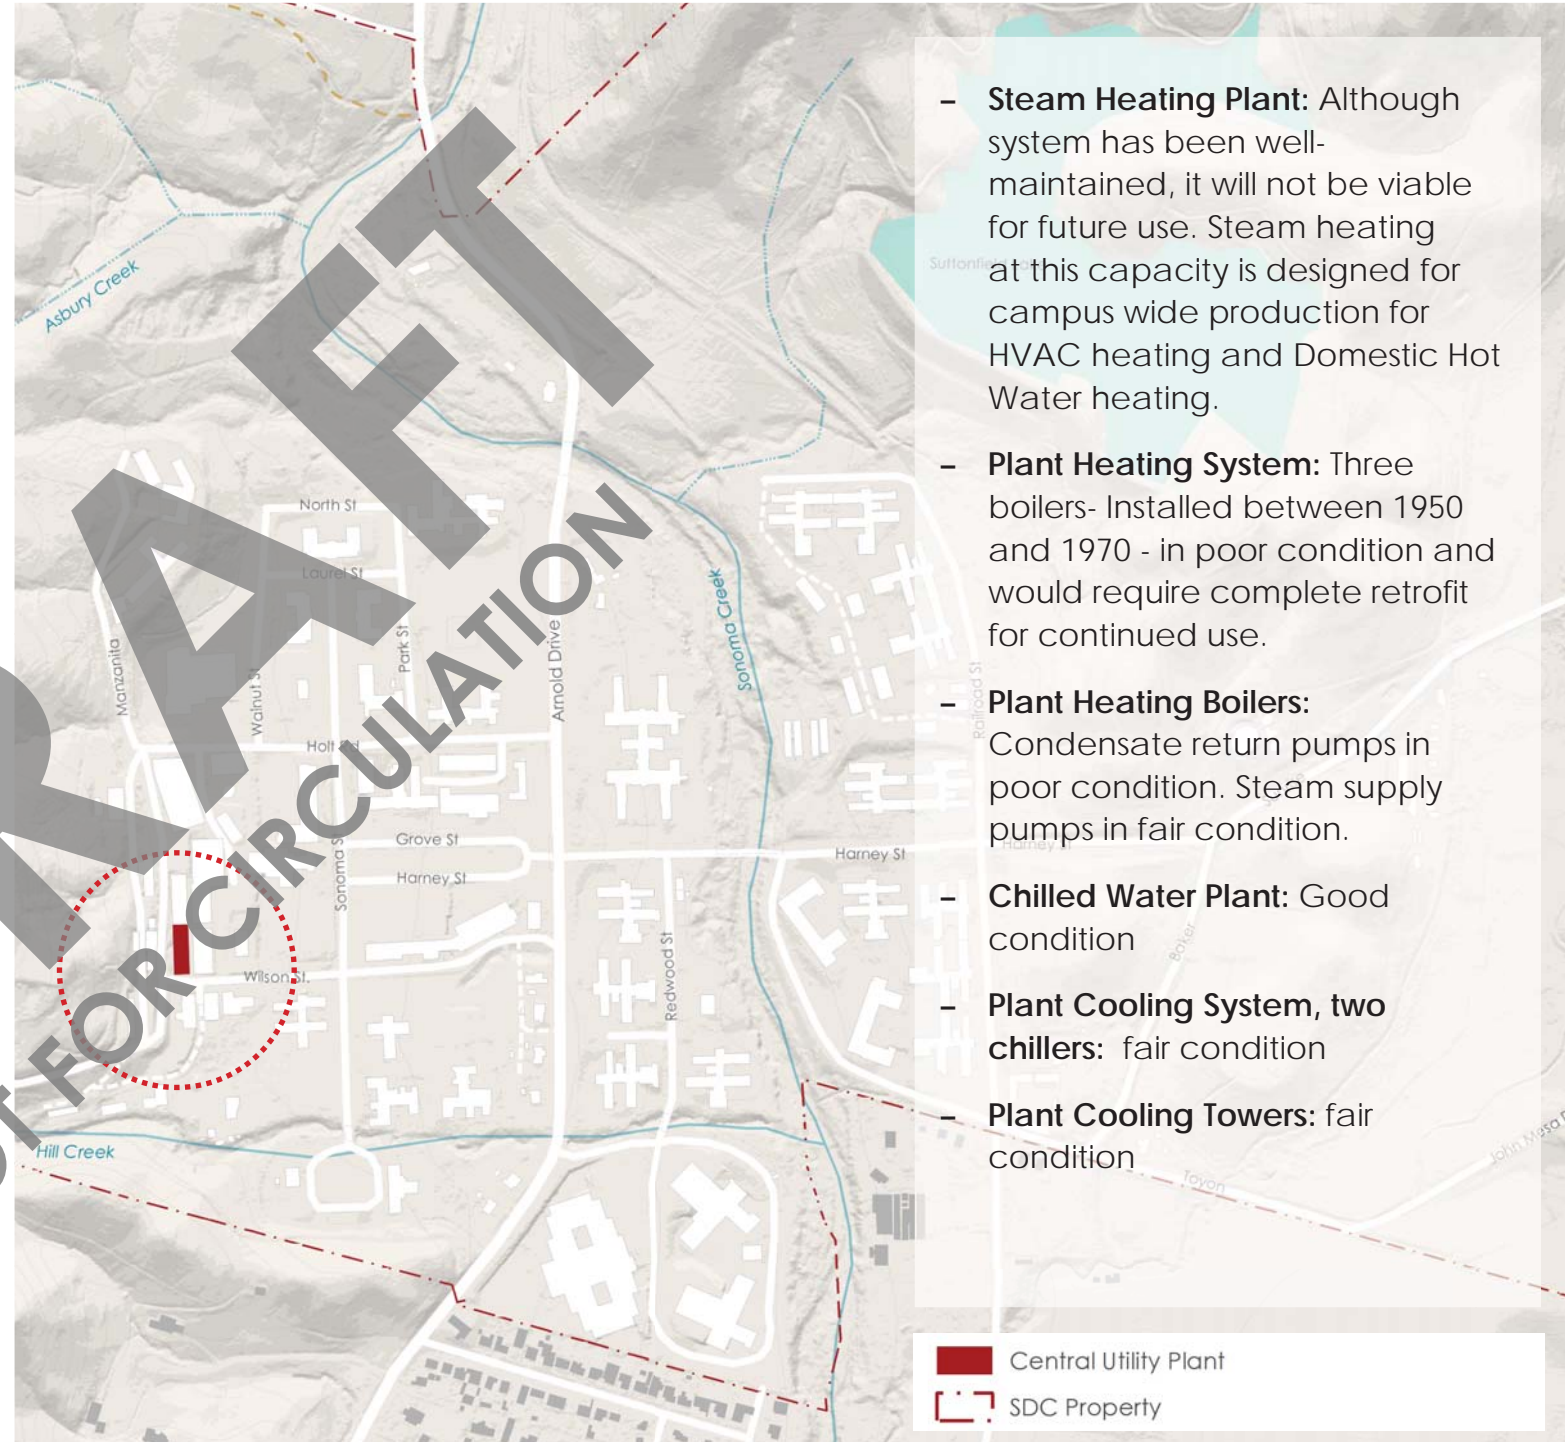 – Steam Heating Plant: Although
system has been well-
maintained, it will not be viable
for future use. Steam heating
at this capacity is designed for
campus wide production for
HVAC heating and Domestic Hot
Water heating.
– Plant Heating System: Three
boilers- Installed between 1950
and 1970 - in poor condition and
would require complete retrofit
for continued use.
– Plant Heating Boilers:
Condensate return pumps in
poor condition. Steam supply
pumps in fair condition.
– Chilled Water Plant: Good
condition
– Plant Cooling System, two
chillers: fair condition
– Plant Cooling Towers: fair
condition
Central Utility Plant
SDC Property
Asbury Creek
North St
Laurel St
Manzanita
Walnut St
Park St
Arnold Drive
Sonoma Creek
Holt Rd
Grove St
Harney St
Sonoma St
Wilson St.
Redwood St
Harney St
Harney St
Railroad St
Baker
Toyon
Hill Creek
RAFT
OT FOR CIRCULATION